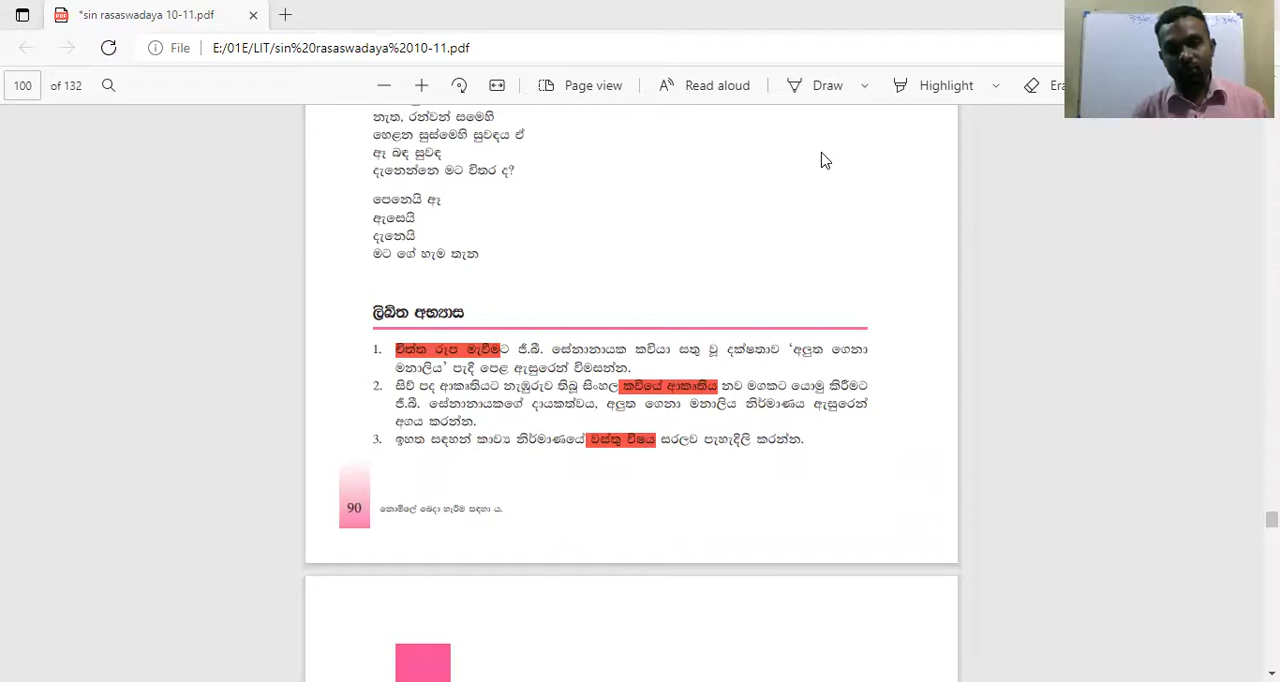 *sin rasaswadaya 10-11.pdf
File E:/01E/LIT/sin%20rasaswadaya%2010-11.pdf
100 of 132 Page view Read aloud Draw Highlight Era
නැත, රන්වන් සමෙහි
හෙළන සුස්මෙහි සුවඳය ඒ
ඈ බඳ සුවඳ
දැනෙන්නෙ මට විතර ද?
පෙනෙයි ඈ
ඇසෙයි
දැනෙයි
මට ගේ හැම තැන
ලිඛිත අභ්‍යාස
1. චිත්ත රූප මැවීමට ජී.බී. සේනානායක කවියා සතු වූ දක්ෂතාව ‘අලුත ගෙනා
මනාලිය’ පැදි පෙළ ඇසුරෙන් විමසන්න.
2. සිව් පද ආකෘතියට නැඹුරුව තිබූ සිංහල කවියේ ආකෘතිය නව මගකට යොමු කිරීමට
ජී.බී. සේනානායකගේ දායකත්වය, අලුත ගෙනා මනාලිය නිර්මාණය ඇසුරෙන්
අගය කරන්න.
3. ඉහත සඳහන් කාව්‍ය නිර්මාණයේ වස්තු විෂය සරලව පැහැදිලි කරන්න.
90 නොමිලේ බෙදා හැරීම සඳහා ය.